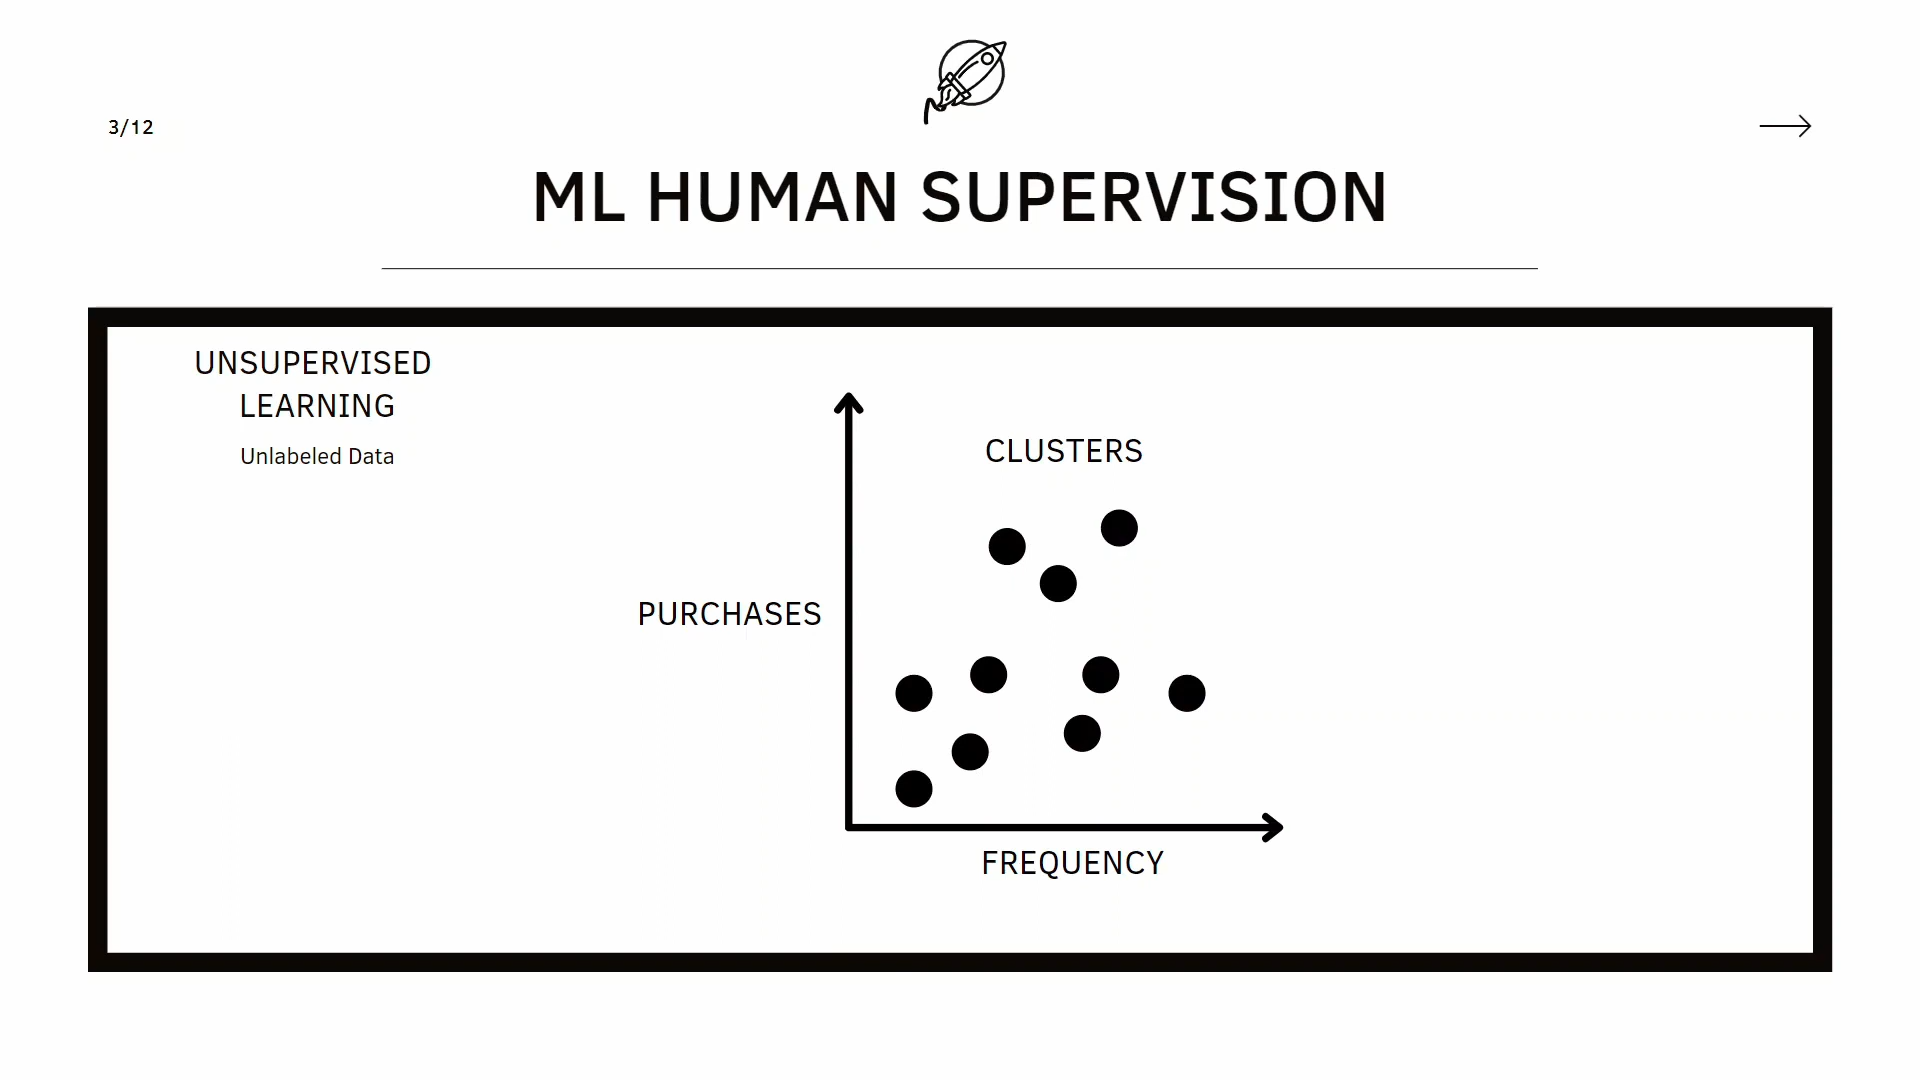 3/12
ML HUMAN SUPERVISION
UNSUPERVISED
LEARNING
Unlabeled Data
CLUSTERS
PURCHASES
FREQUENCY